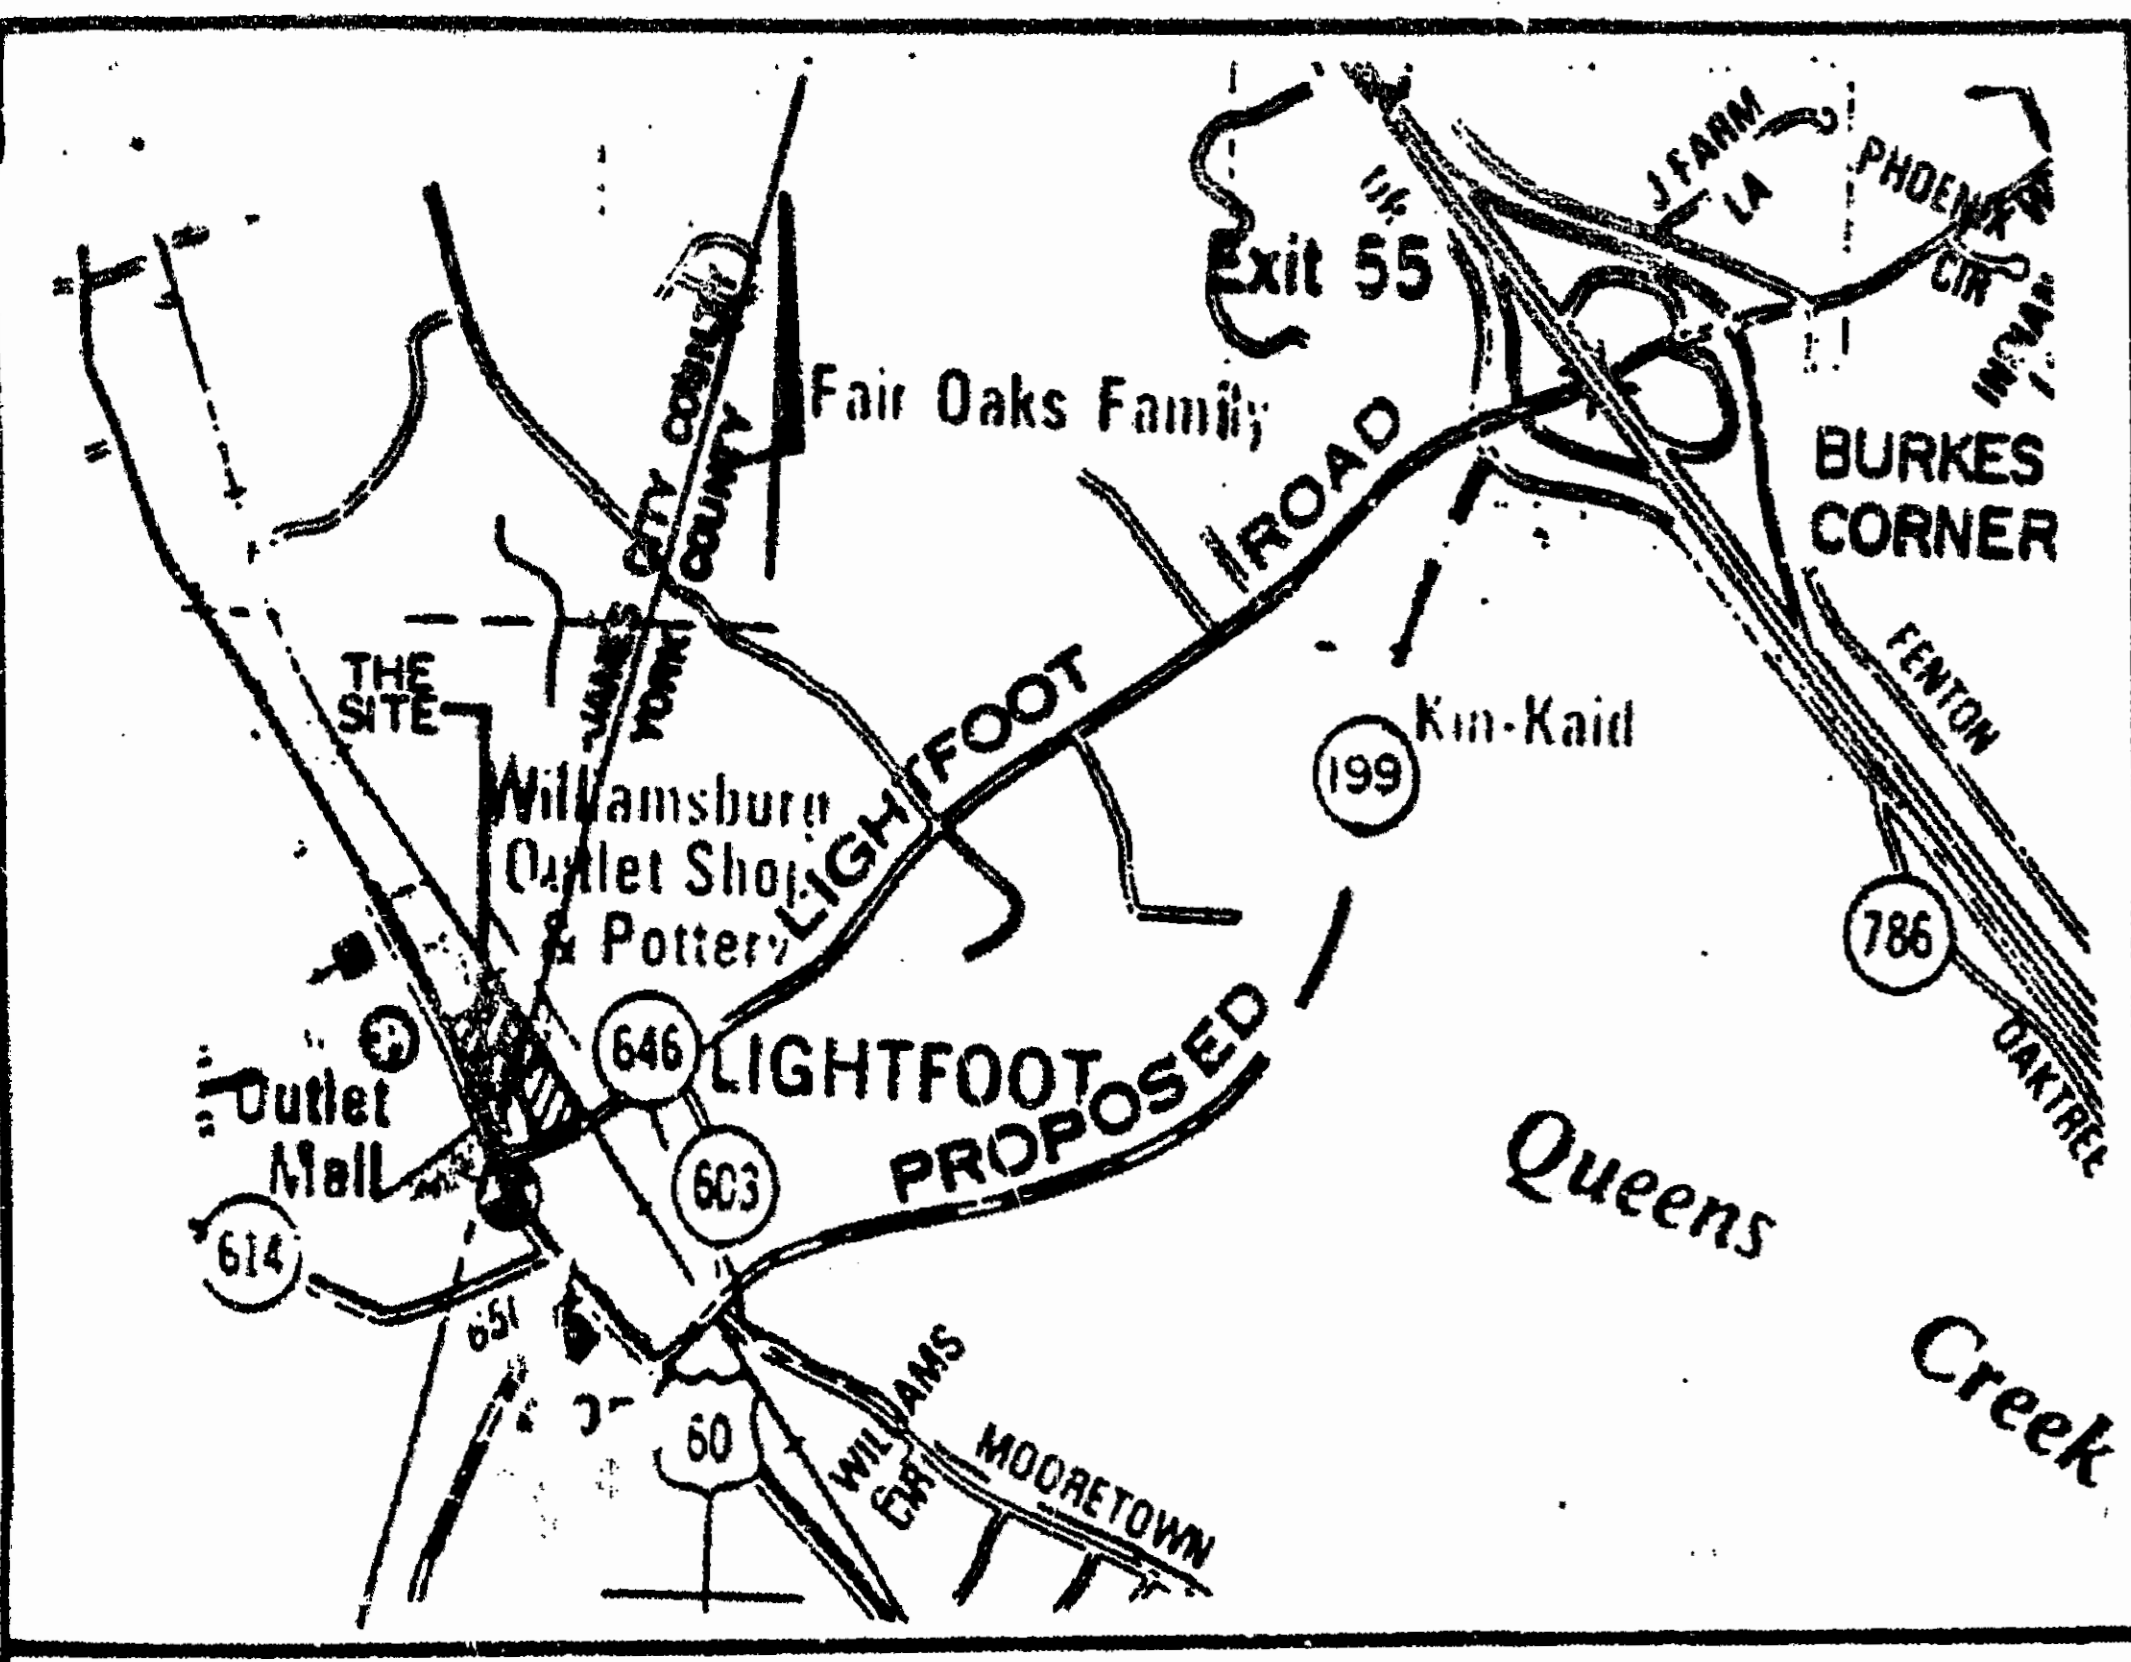 J FARM
LA
PHOENIX
CIR
Exit 55
Fair Oaks Family
BURKES
CORNER
ROAD
CITY
COUNTY
JAMES
YORK
THE
SITE
FENTON
Kin-Kaid
199
Williamsburg
Outlet Shop
& Pottery
LIGHTFOOT
786
646
LIGHTFOOT
PROPOSED
OAKTREE
Outlet
Mall
603
614
651
Queens
Creek
60
WILLIAMS
CIR
MOORETOWN